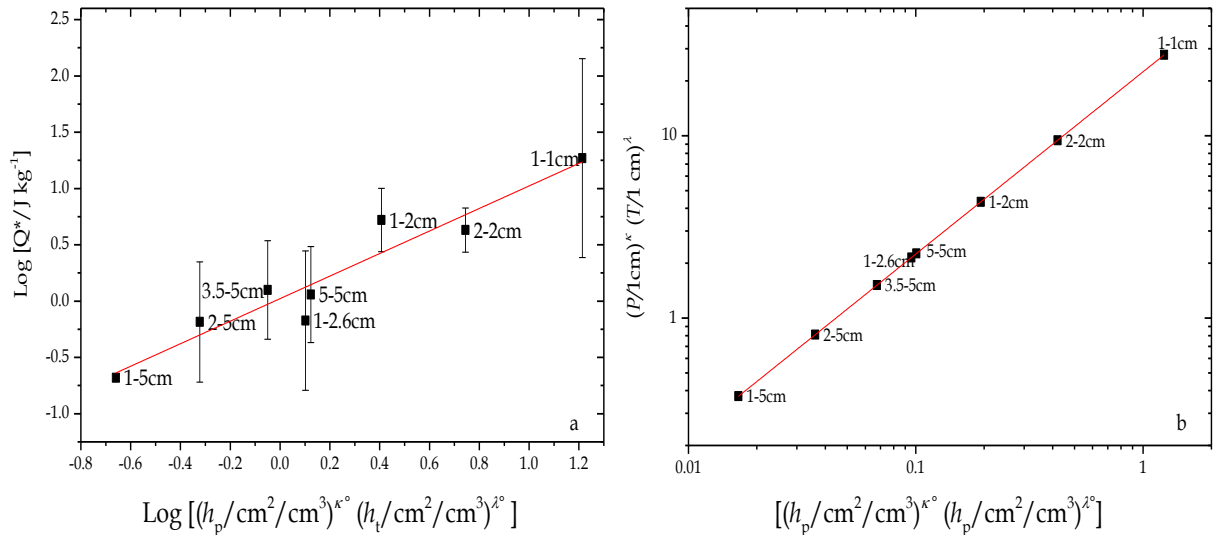 2.5
2.0
1.5
1.0
0.5
0.0
-0.5
-1.0
Log [Q*/J kg⁻¹]
1-1cm
1-2cm
2-2cm
3.5-5cm
5-5cm
2-5cm
1-2.6cm
1-5cm
a
-0.8 -0.6 -0.4 -0.2 0.0 0.2 0.4 0.6 0.8 1.0 1.2
Log [(hₚ/cm²/cm³)^κ° (hₜ/cm²/cm³)^λ°]
10
1
(P/1cm)^κ (T/1 cm)^λ
1-1cm
2-2cm
1-2cm
1-2.6cm
5-5cm
3.5-5cm
2-5cm
1-5cm
b
0.01 0.1 1
[(hₚ/cm²/cm³)^κ° (hₚ/cm²/cm³)^λ°]